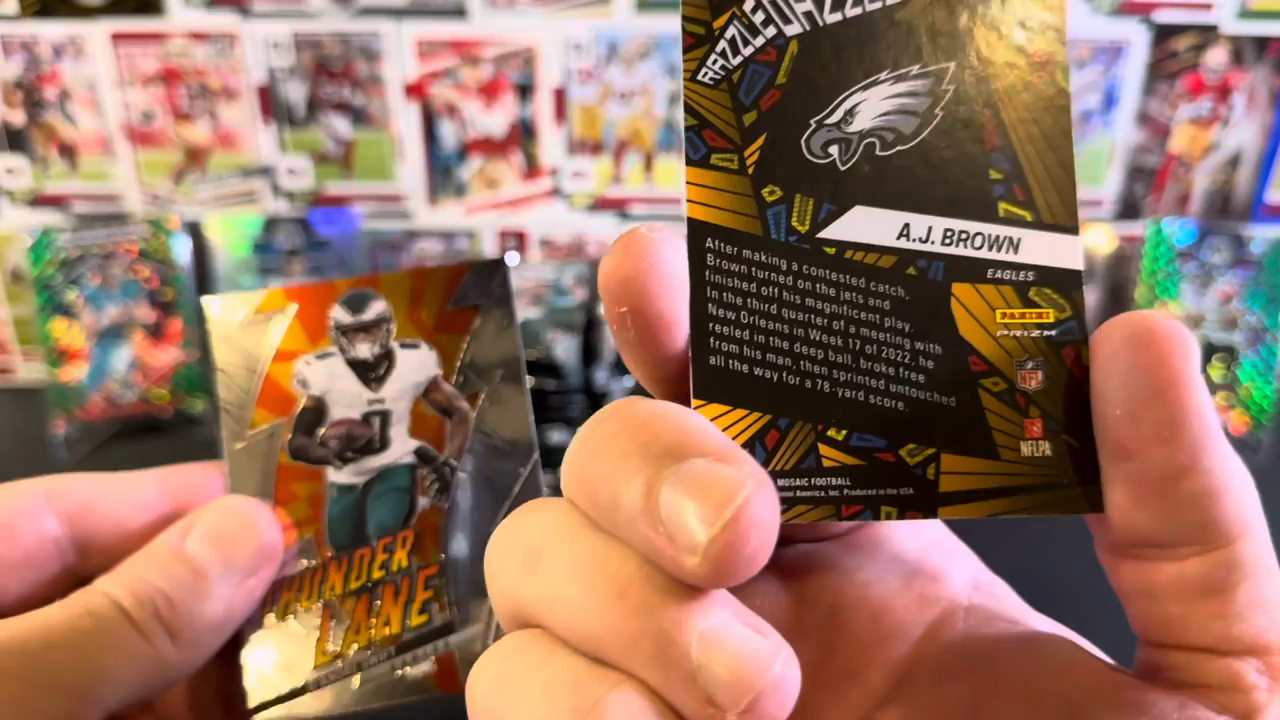 RAZZLE DAZZLE
A.J. BROWN
EAGLES
After making a contested catch,
Brown turned on the jets and
finished off his magnificent play.
In the third quarter of a meeting with
New Orleans in Week 17 of 2022, he
reeled in the deep ball, broke free
from his man, then sprinted untouched
all the way for a 78-yard score.
PANINI
PRIZM
NFL
NFLPA
MOSAIC FOOTBALL
America, Inc. Produced in the USA.
0
HUNDER
LANE